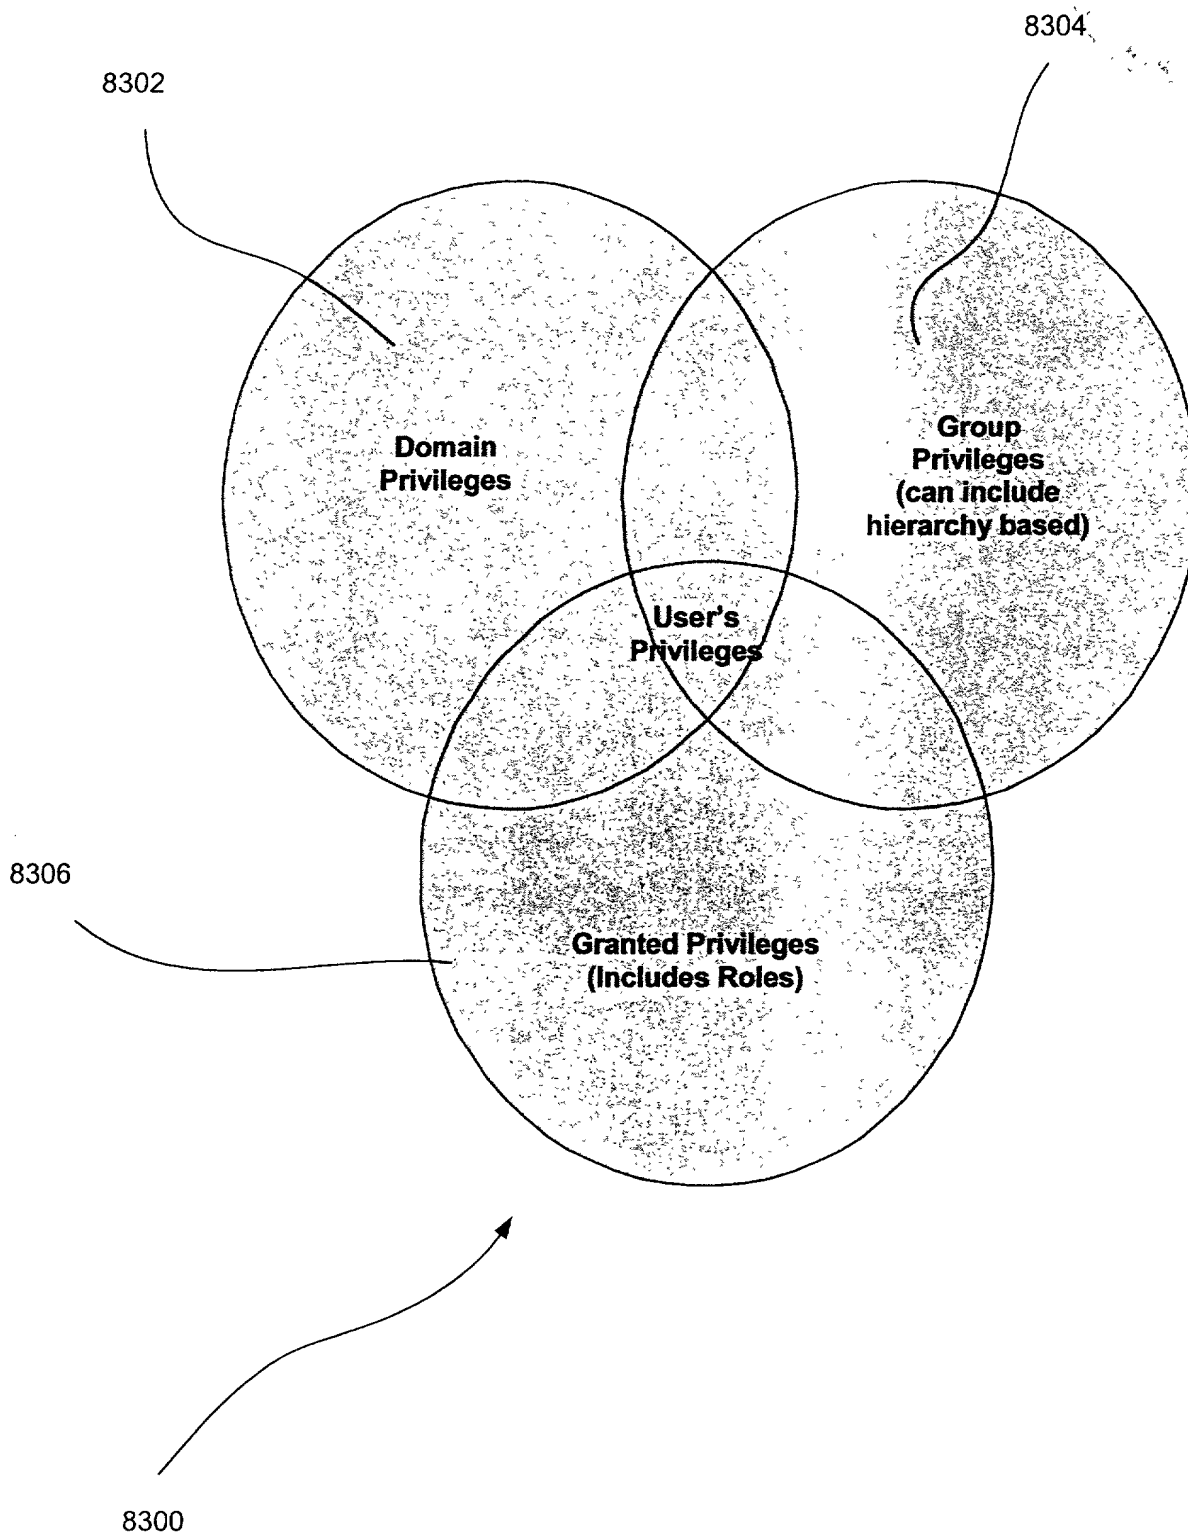 8304
8302
Domain
Privileges
Group
Privileges
(can include
hierarchy based)
User's
Privileges
8306
Granted Privileges
(Includes Roles)
8300